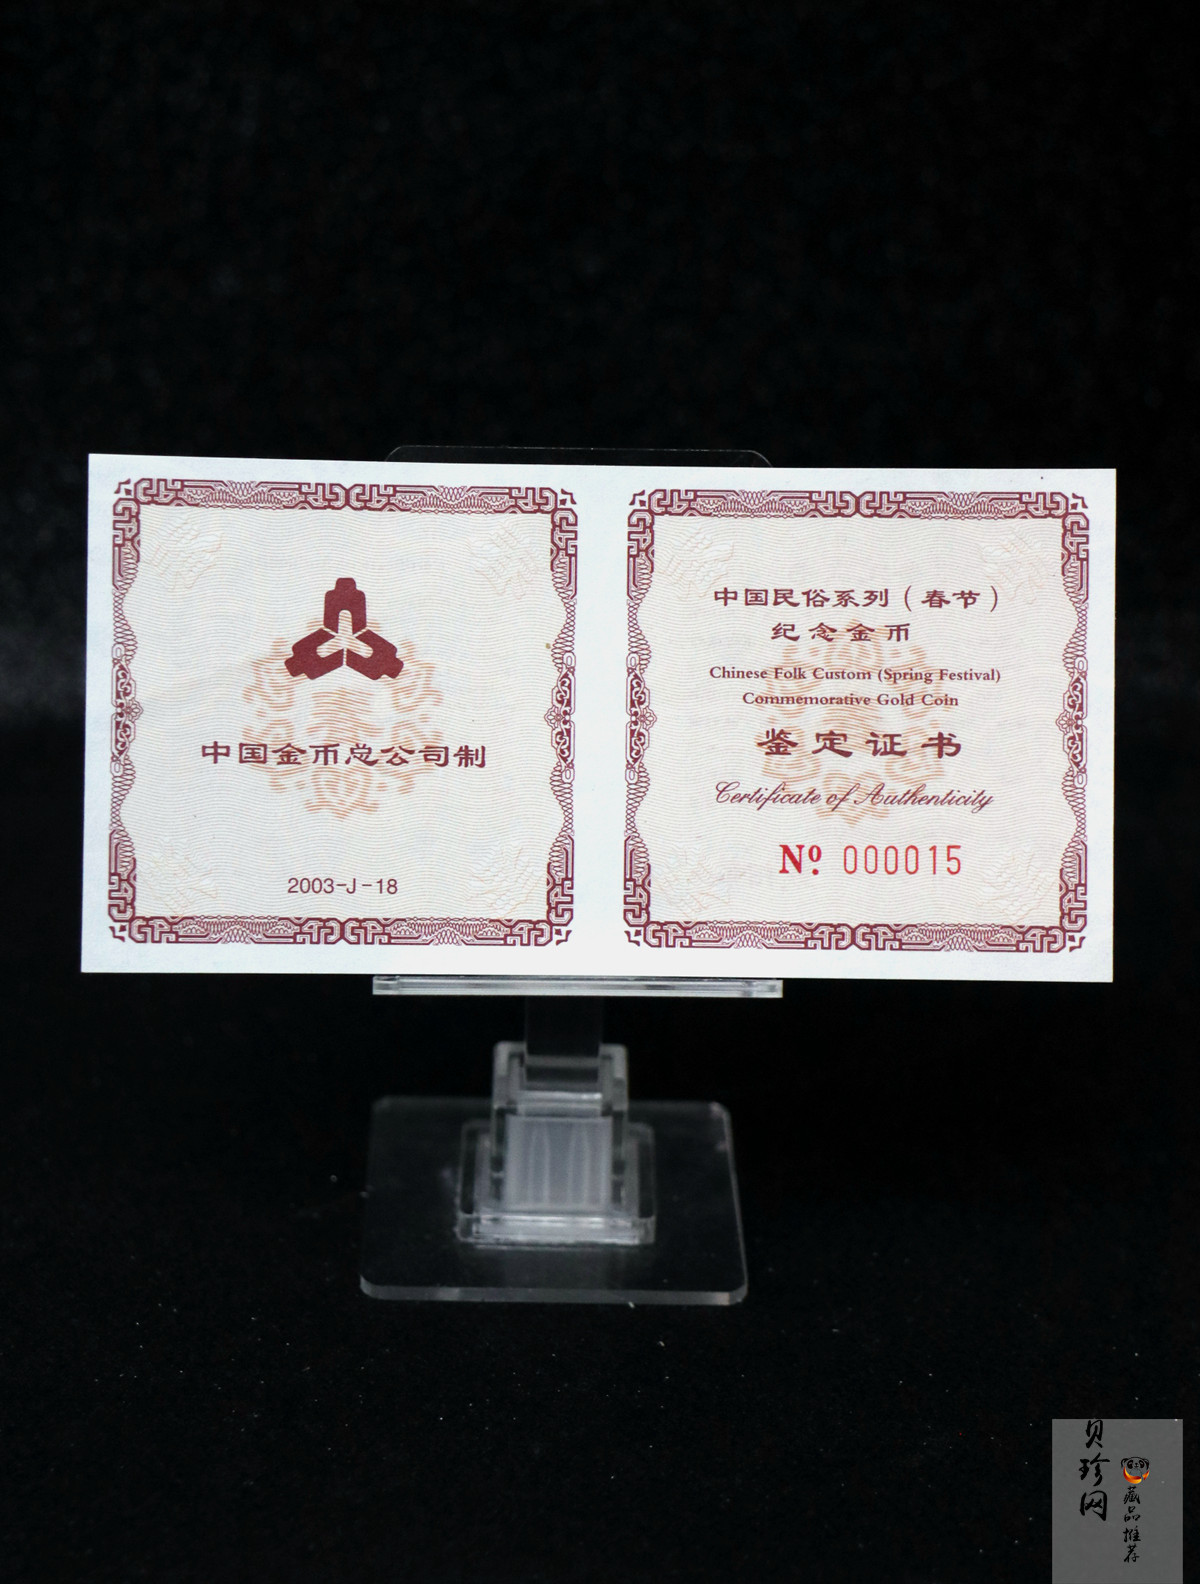 中国金币总公司制
2003-J-18
中国民俗系列(春节)
纪念金币
Chinese Folk Custom (Spring Festival)
Commemorative Gold Coin
鉴定证书
Certificate of Authenticity
Nº 000015
贝珍网
藏品推荐